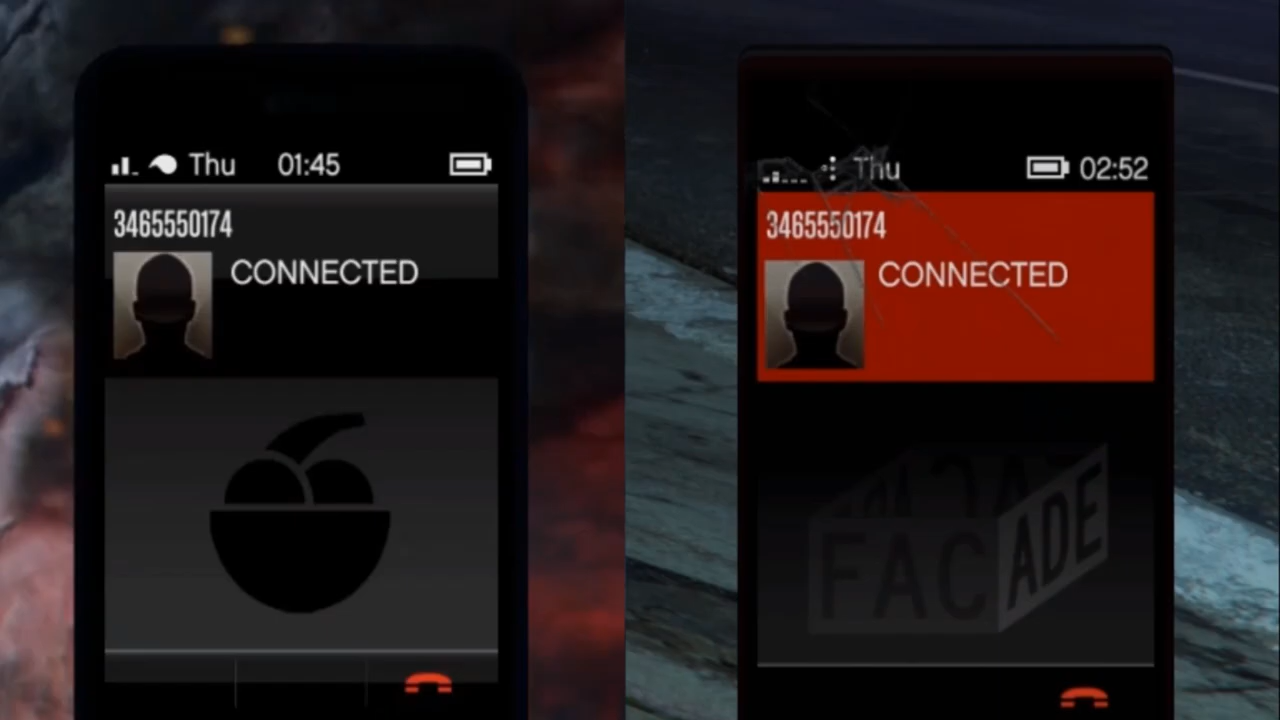 Thu 01:45
3465550174
CONNECTED
Thu 02:52
3465550174
CONNECTED
FACADE